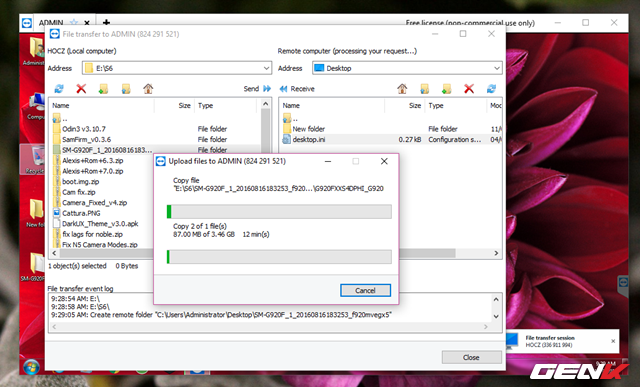 ADMIN
Free license (non-commercial use only)
File transfer to ADMIN (824 291 521)
HOCZ (Local computer)
Remote computer (processing your request...)
Address
E:\S6
Address
Desktop
Send
Receive
Name Size Type
Name Size Type
..
Odin3 v3.10.7 File folder
SamFirm_v0.3.6 File folder
SM-G920F_1_20160816183... File folder
Alexis+Rom+6.3.zip
Alexis+Rom+7.0.zip
boot.img.zip
Cam fix.zip
Camera_Fixed_v4.zip
Cattura.PNG
DarkUX_Theme_v3.0.apk
fix lags for noble.zip
Fix N5 Camera Modes.zip
..
New folder File folder 11/
desktop.ini 0.27 kB Configuration s... 04/
Upload files to ADMIN (824 291 521)
Copy file
"E:\S6\SM-G920F_1_20160816183253_f920...\G920FXXS4DPHI_G920
Copy 2 of 1 file(s)
87.00 MB of 3.46 GB 12 min(s)
Cancel
1 object(s) selected 0 Bytes
File transfer event log
9:28:54 AM: E:\
9:28:58 AM: E:\S6\
9:29:05 AM: Create remote folder "C:\Users\Administrator\Desktop\SM-G920F_1_20160816183253_f920mvegx5"
Close
File transfer session
HOCZ (336 911 994)
GENK